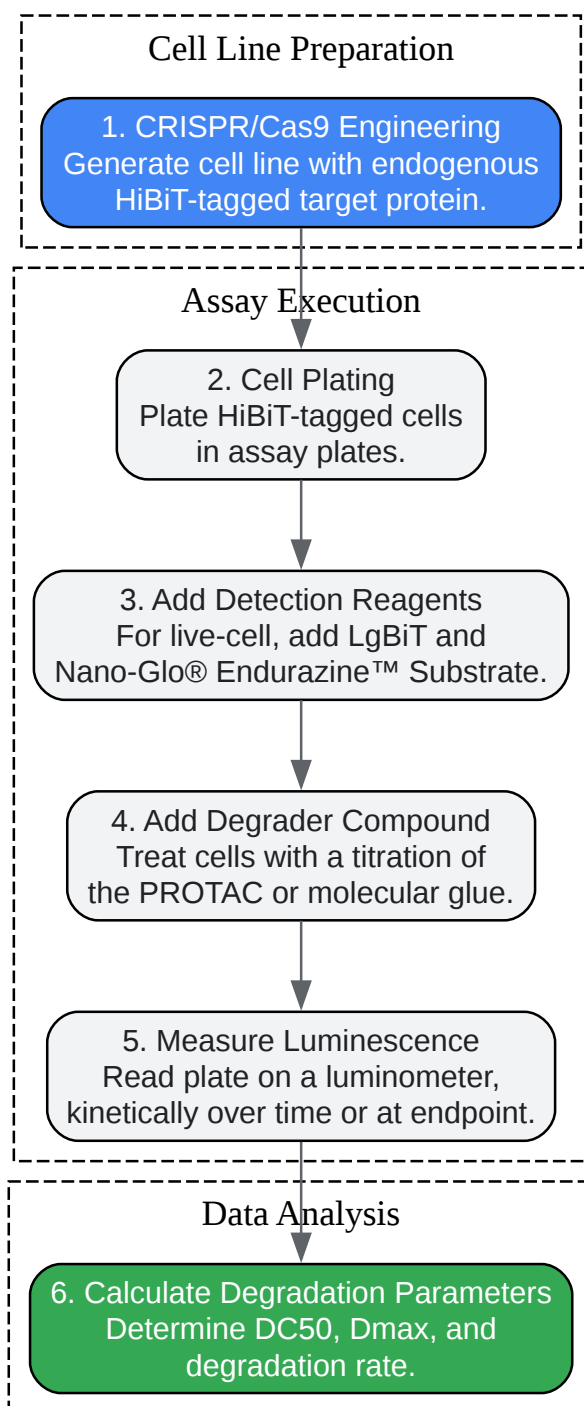 Cell Line Preparation
1. CRISPR/Cas9 Engineering
Generate cell line with endogenous
HiBiT-tagged target protein.
Assay Execution
2. Cell Plating
Plate HiBiT-tagged cells
in assay plates.
3. Add Detection Reagents
For live-cell, add LgBiT and
Nano-Glo® Endurazine™ Substrate.
4. Add Degrader Compound
Treat cells with a titration of
the PROTAC or molecular glue.
5. Measure Luminescence
Read plate on a luminometer,
kinetically over time or at endpoint.
Data Analysis
6. Calculate Degradation Parameters
Determine DC50, Dmax, and
degradation rate.